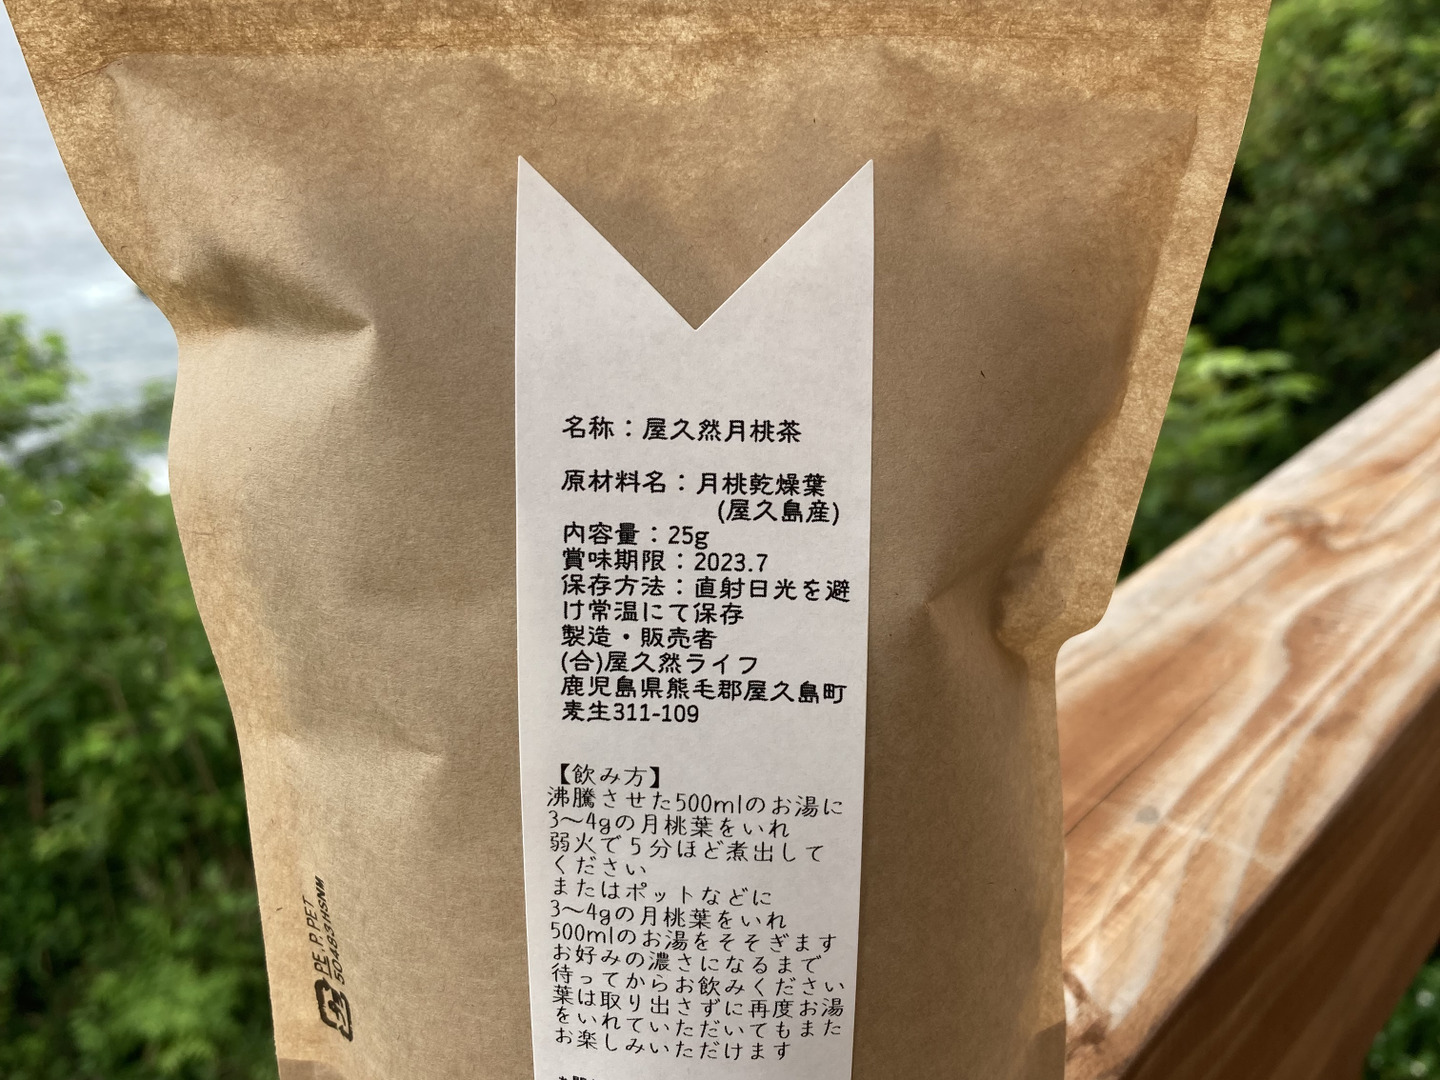 名称：屋久然月桃茶
原材料名：月桃乾燥葉
(屋久島産)
内容量：25g
賞味期限：2023.7
保存方法：直射日光を避
け常温にて保存
製造・販売者
(合)屋久然ライフ
鹿児島県熊毛郡屋久島町
麦生311-109
【飲み方】
沸騰させた500mlのお湯に
3〜4gの月桃葉をいれ
弱火で5分ほど煮出して
ください
またはポットなどに
3〜4gの月桃葉をいれ
500mlのお湯をそそぎます
お好みの濃さになるまで
待ってからお飲みください
葉は取り出さずに再度お湯
をいれていただいてもまた
お楽しみいただけます
PE,P,PET
50483HSNM
プラ